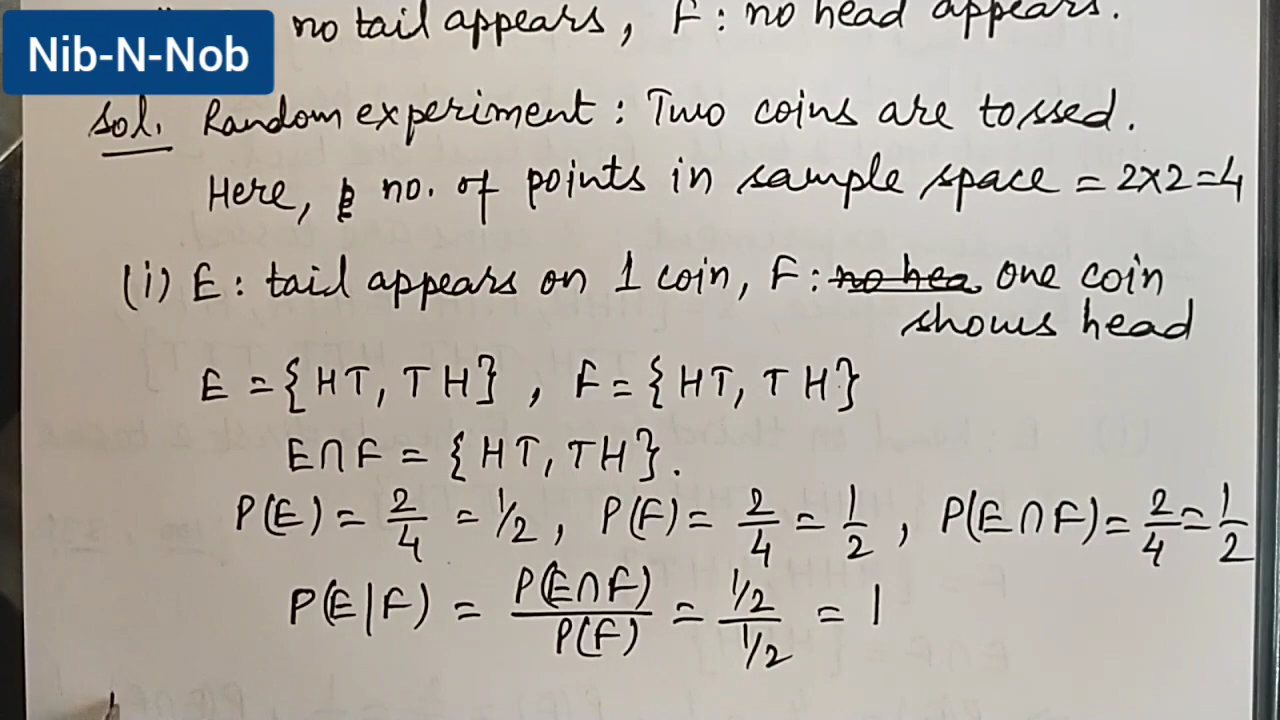 no tail appears, F: no head appears.
Nib-N-Nob
Sol. Random experiment: Two coins are tossed.
Here, no. of points in sample space = 2×2=4
(i) E: tail appears on 1 coin, F: no hea one coin
shows head
E = {HT, TH}, F = {HT, TH}
E∩F = {HT, TH}.
P(E) = 2/4 = 1/2, P(F) = 2/4 = 1/2, P(E∩F) = 2/4 = 1/2
P(E|F) = P(E∩F)/P(F) = 1/2/1/2 = 1